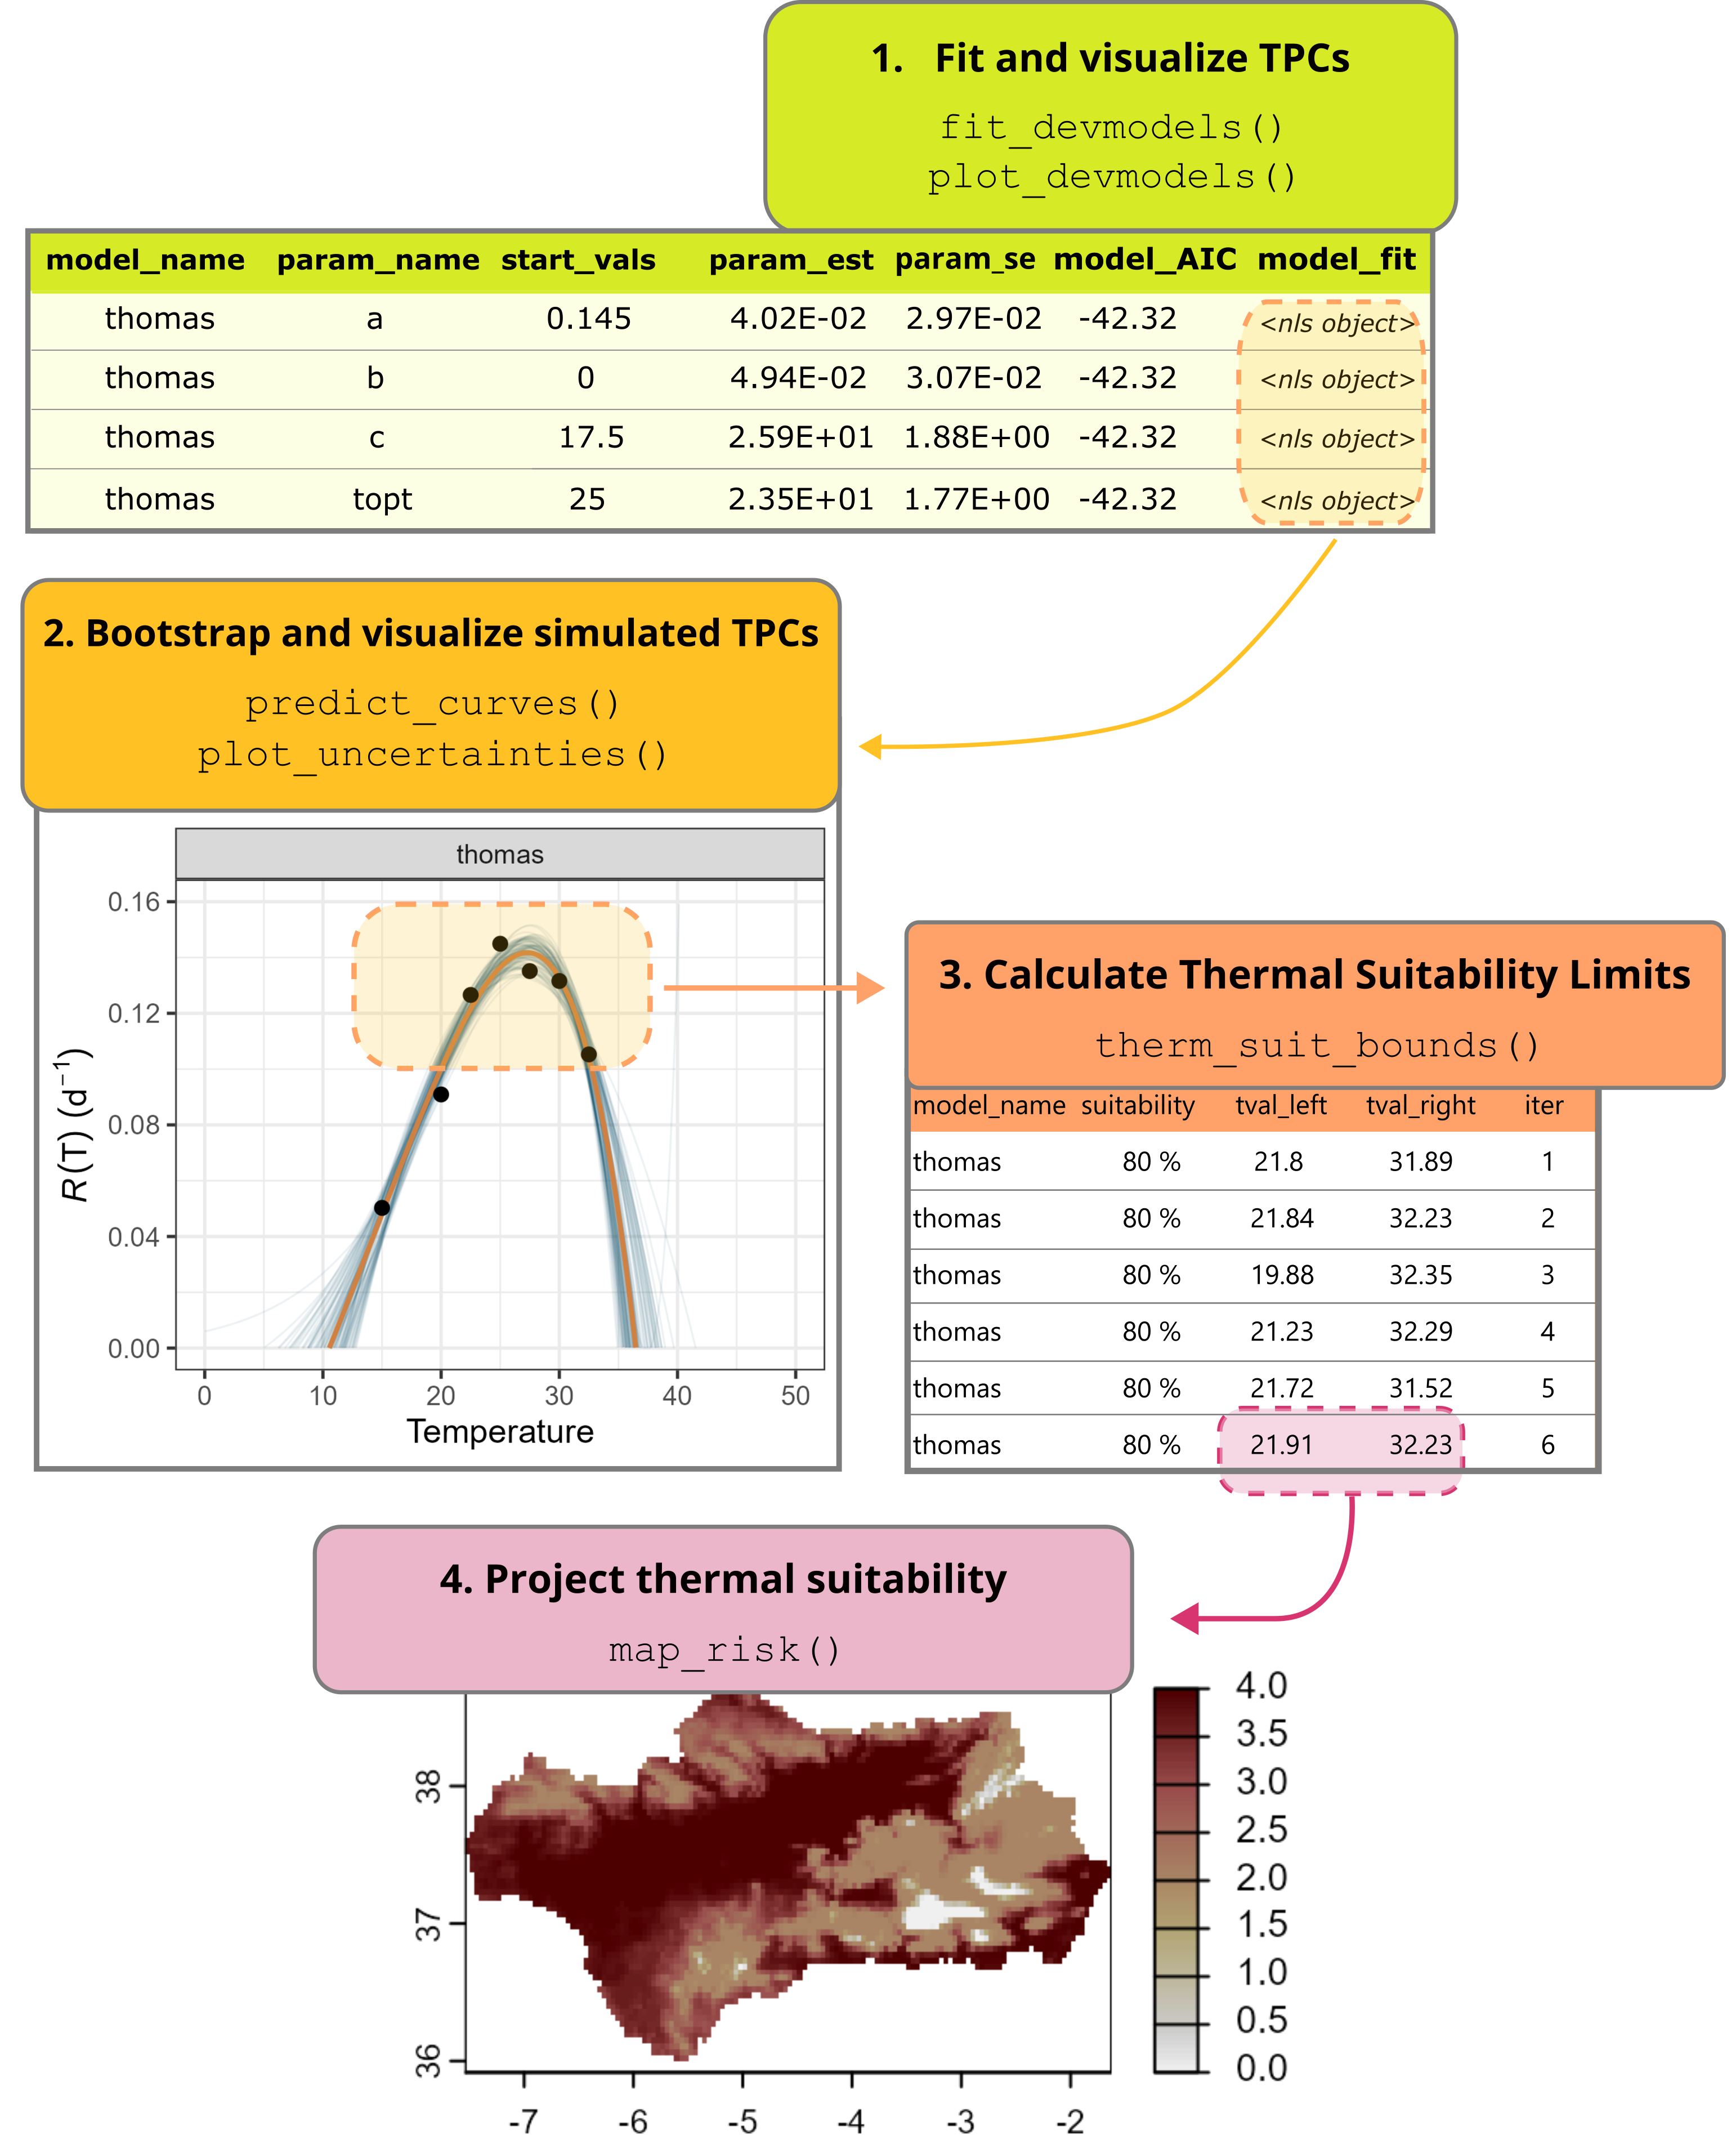 1. Fit and visualize TPCs
fit_devmodels()
plot_devmodels()
model_name param_name start_vals param_est param_se model_AIC model_fit
thomas a 0.145 4.02E-02 2.97E-02 -42.32 <nls object>
thomas b 0 4.94E-02 3.07E-02 -42.32 <nls object>
thomas c 17.5 2.59E+01 1.88E+00 -42.32 <nls object>
thomas topt 25 2.35E+01 1.77E+00 -42.32 <nls object>
2. Bootstrap and visualize simulated TPCs
predict_curves()
plot_uncertainties()
thomas
0.16
0.12
0.08
0.04
0.00
R(T) (d⁻¹)
0 10 20 30 40 50
Temperature
3. Calculate Thermal Suitability Limits
therm_suit_bounds()
model_name suitability tval_left tval_right iter
thomas 80 % 21.8 31.89 1
thomas 80 % 21.84 32.23 2
thomas 80 % 19.88 32.35 3
thomas 80 % 21.23 32.29 4
thomas 80 % 21.72 31.52 5
thomas 80 % 21.91 32.23 6
4. Project thermal suitability
map_risk()
38
37
36
-7 -6 -5 -4 -3 -2
4.0
3.5
3.0
2.5
2.0
1.5
1.0
0.5
0.0